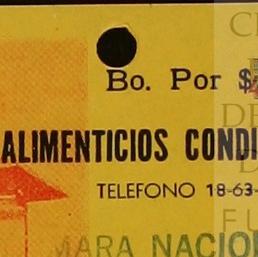 Bo. Por $
ALIMENTICIOS CONDI
TELEFONO 18-63-
MARA NACIO